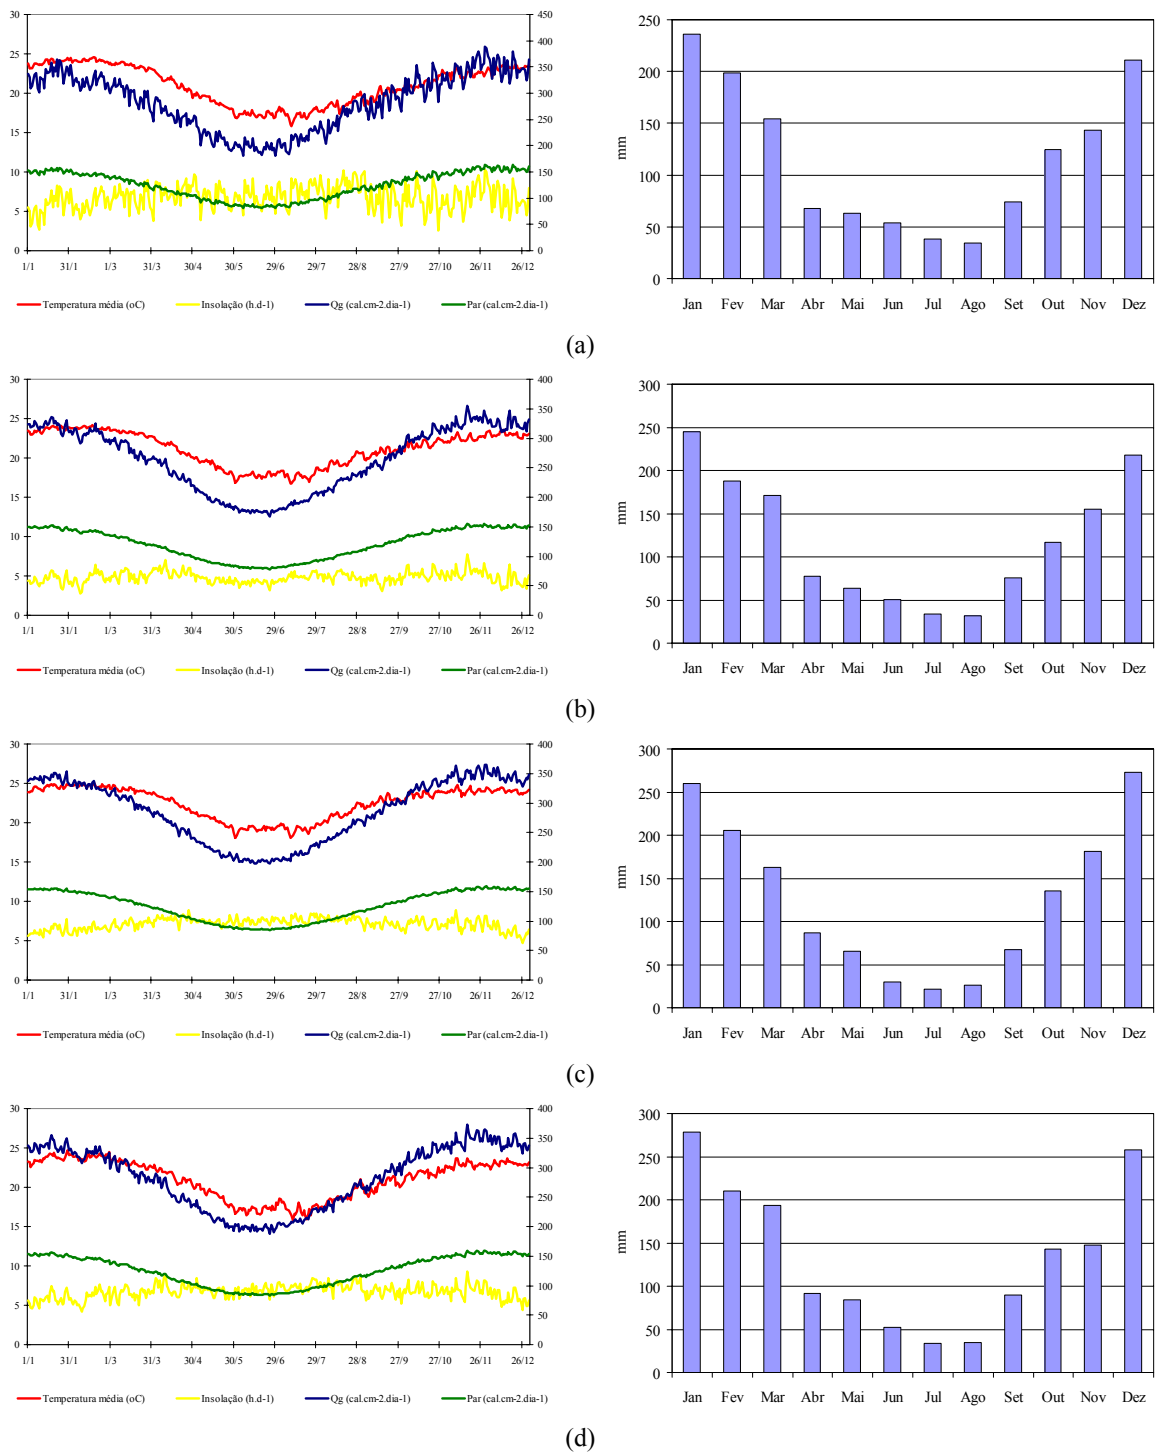 30 25 20 15 10 5 0
450 400 350 300 250 200 150 100 50 0
1/1 31/1 1/3 31/3 30/4 30/5 29/6 29/7 28/8 27/9 27/10 26/11 26/12
Temperatura média (oC) Insolação (h.d-1) Qg (cal.cm-2.dia-1) Par (cal.cm-2.dia-1)
250 200 150 100 50 0
mm
Jan Fev Mar Abr Mai Jun Jul Ago Set Out Nov Dez
(a)
30 25 20 15 10 5 0
400 350 300 250 200 150 100 50 0
1/1 31/1 1/3 31/3 30/4 30/5 29/6 29/7 28/8 27/9 27/10 26/11 26/12
Temperatura média (oC) Insolação (h.d-1) Qg (cal.cm-2.dia-1) Par (cal.cm-2.dia-1)
300 250 200 150 100 50 0
mm
Jan Fev Mar Abr Mai Jun Jul Ago Set Out Nov Dez
(b)
30 25 20 15 10 5 0
400 350 300 250 200 150 100 50 0
1/1 31/1 1/3 31/3 30/4 30/5 29/6 29/7 28/8 27/9 27/10 26/11 26/12
Temperatura média (oC) Insolação (h.d-1) Qg (cal.cm-2.dia-1) Par (cal.cm-2.dia-1)
300 250 200 150 100 50 0
mm
Jan Fev Mar Abr Mai Jun Jul Ago Set Out Nov Dez
(c)
30 25 20 15 10 5 0
400 350 300 250 200 150 100 50 0
1/1 31/1 1/3 31/3 30/4 30/5 29/6 29/7 28/8 27/9 27/10 26/11 26/12
Temperatura média (oC) Insolação (h.d-1) Qg (cal.cm-2.dia-1) Par (cal.cm-2.dia-1)
300 250 200 150 100 50 0
mm
Jan Fev Mar Abr Mai Jun Jul Ago Set Out Nov Dez
(d)